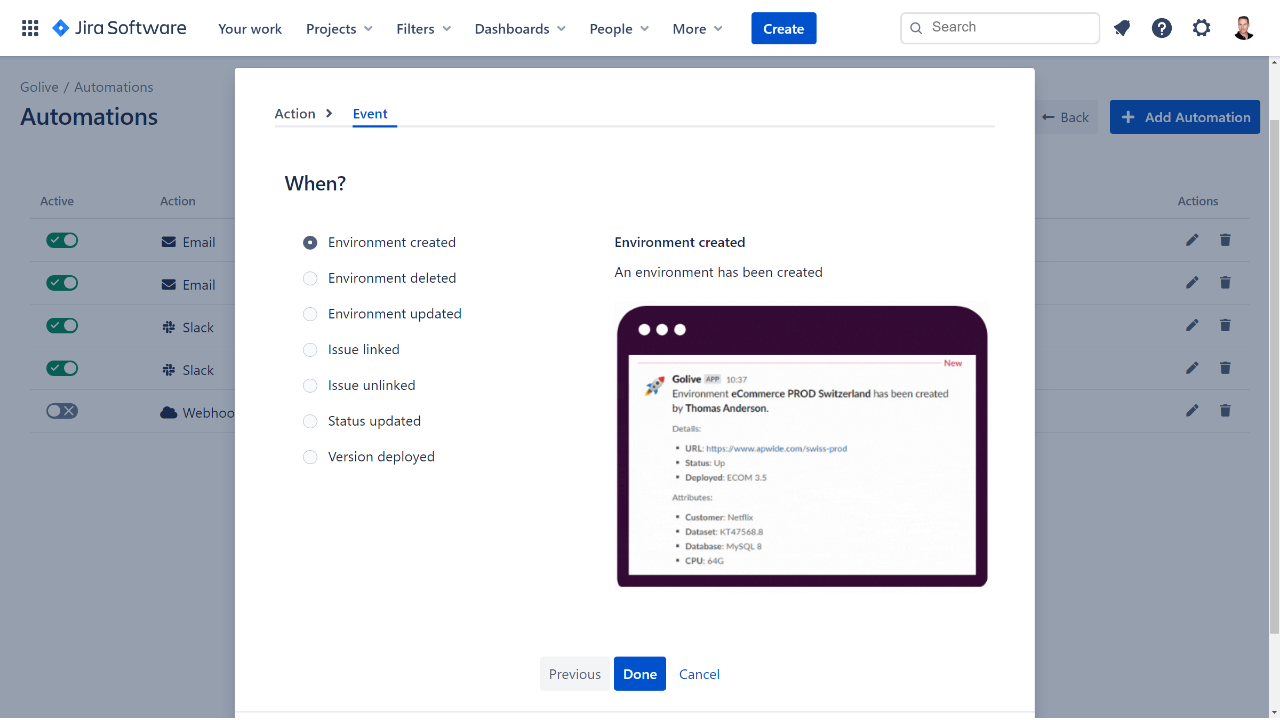 Jira Software
Your work
Projects
Filters
Dashboards
People
More
Create
Search
Golive / Automations
Automations
Back
Add Automation
Active
Action
Actions
Email
Email
Slack
Slack
Webhoo
Action
Event
When?
Environment created
Environment deleted
Environment updated
Issue linked
Issue unlinked
Status updated
Version deployed
Environment created
An environment has been created
New
Golive APP 10:37
Environment eCommerce PROD Switzerland has been created
by Thomas Anderson.
Details:
• URL: https://www.apwide.com/swiss-prod
• Status: Up
• Deployed: ECOM 3.5
Attributes:
• Customer: Netflix
• Dataset: KT47568.8
• Database: MySQL 8
• CPU: 64G
Previous
Done
Cancel